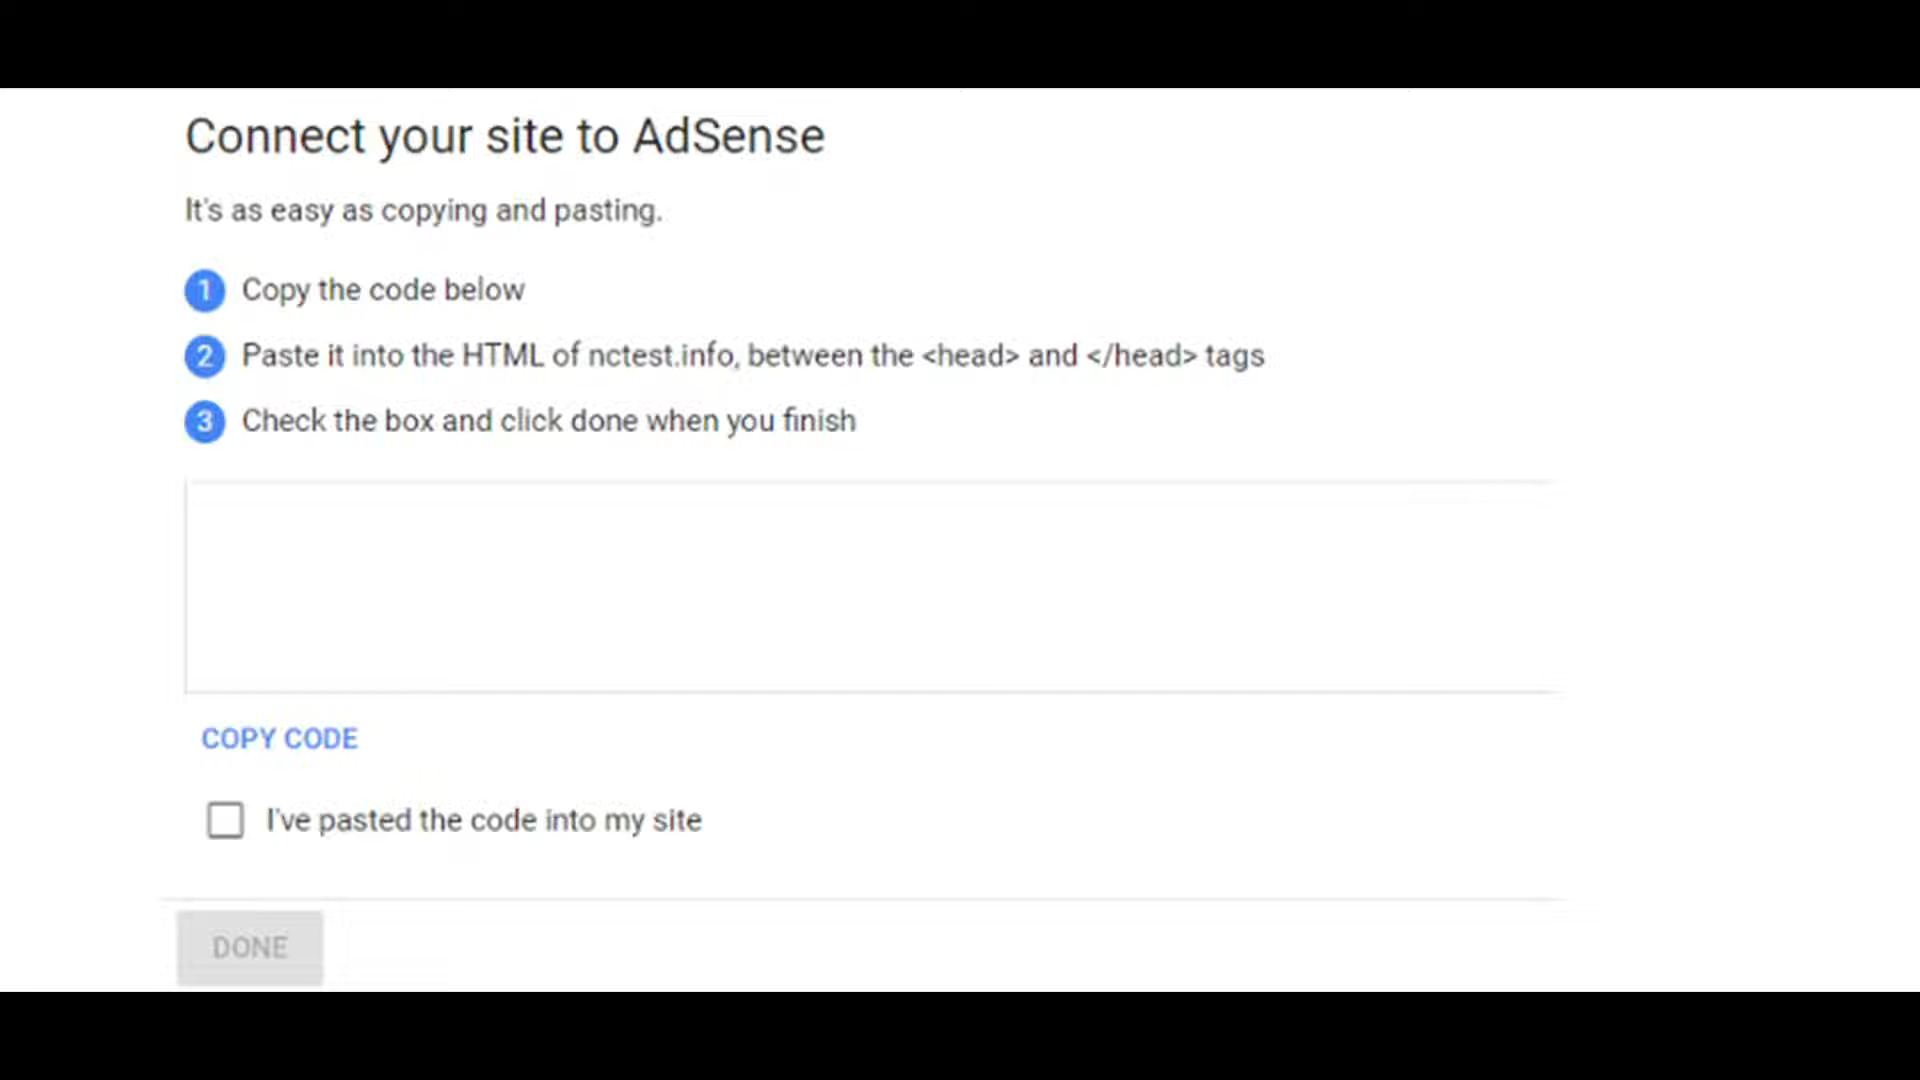 Connect your site to AdSense
It's as easy as copying and pasting.
1 Copy the code below
2 Paste it into the HTML of nctest.info, between the <head> and </head> tags
3 Check the box and click done when you finish
COPY CODE
I've pasted the code into my site
DONE